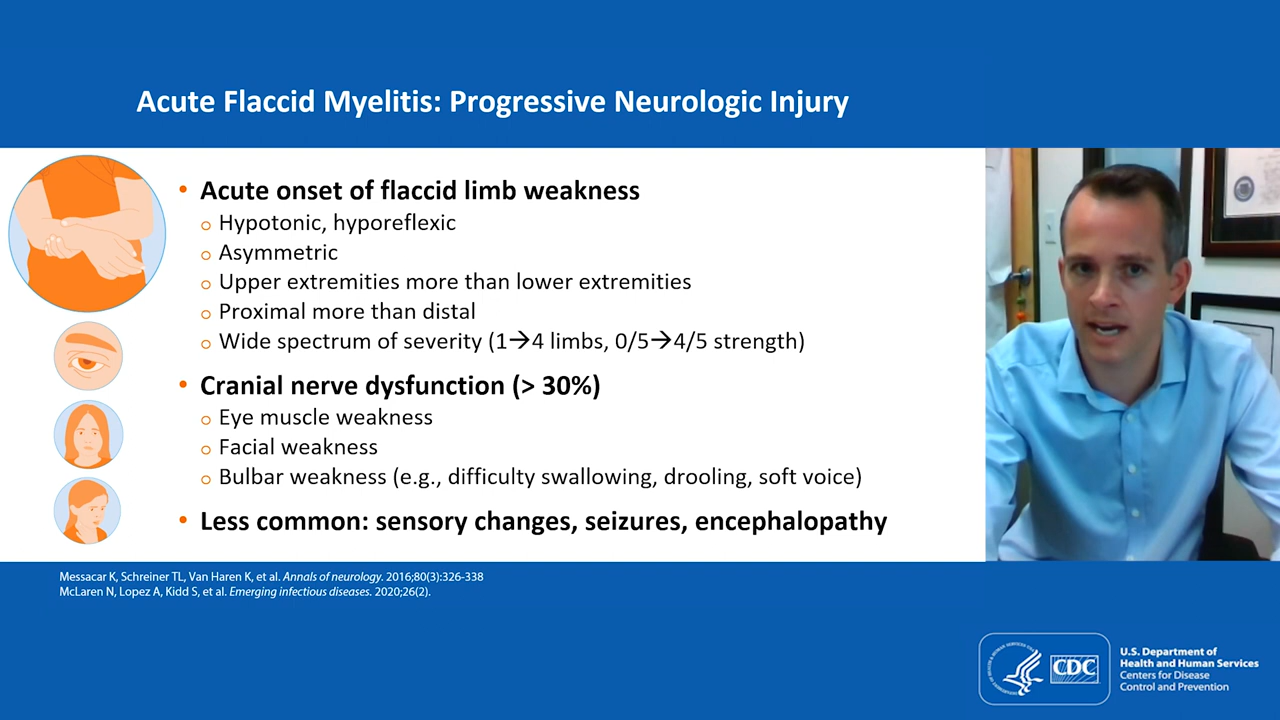 Acute Flaccid Myelitis: Progressive Neurologic Injury
• Acute onset of flaccid limb weakness
o Hypotonic, hyporeflexic
o Asymmetric
o Upper extremities more than lower extremities
o Proximal more than distal
o Wide spectrum of severity (1→4 limbs, 0/5→4/5 strength)
• Cranial nerve dysfunction (> 30%)
o Eye muscle weakness
o Facial weakness
o Bulbar weakness (e.g., difficulty swallowing, drooling, soft voice)
• Less common: sensory changes, seizures, encephalopathy
Messacar K, Schreiner TL, Van Haren K, et al. Annals of neurology. 2016;80(3):326-338
McLaren N, Lopez A, Kidd S, et al. Emerging infectious diseases. 2020;26(2).
CDC
U.S. Department of
Health and Human Services
Centers for Disease
Control and Prevention